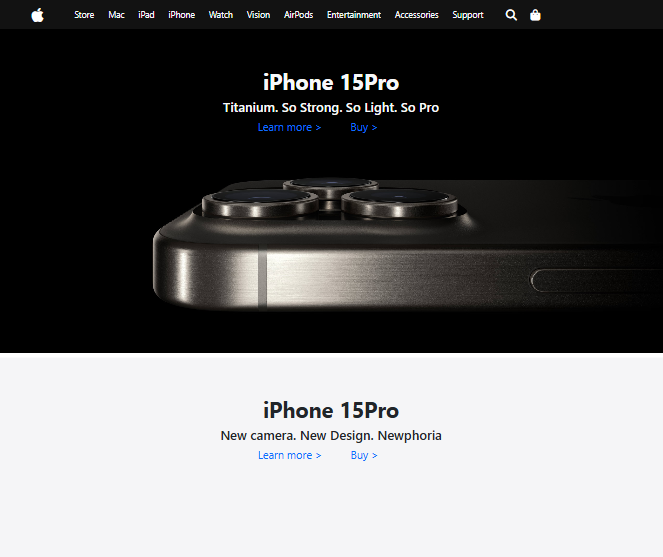 Store Mac iPad iPhone Watch Vision AirPods Entertainment Accessories Support
iPhone 15Pro
Titanium. So Strong. So Light. So Pro
Learn more > Buy >
iPhone 15Pro
New camera. New Design. Newphoria
Learn more > Buy >